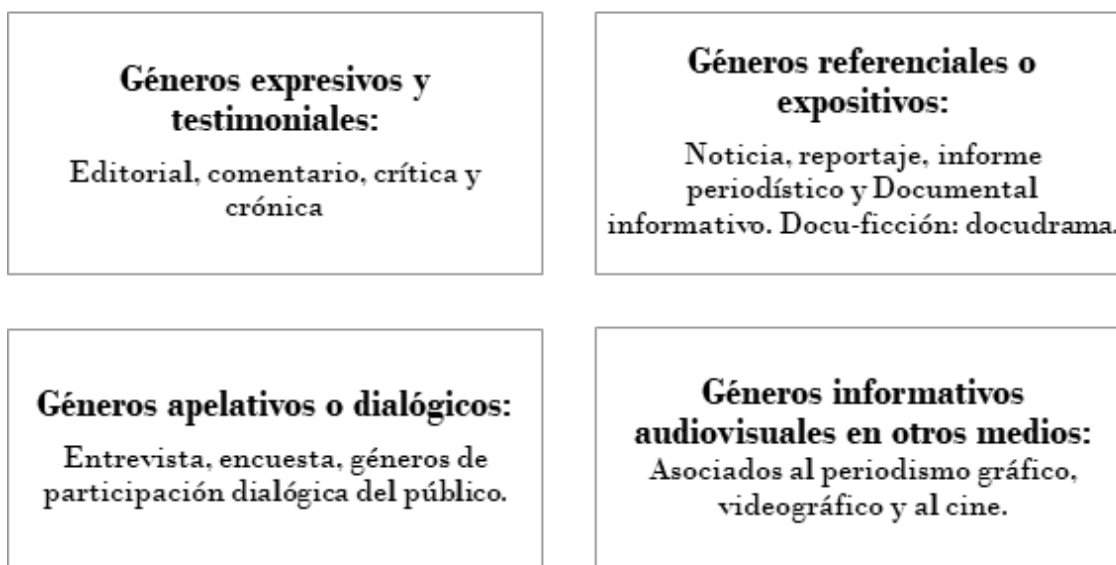 Géneros expresivos y
testimoniales:
Editorial, comentario, crítica y
crónica
Géneros referenciales o
expositivos:
Noticia, reportaje, informe
periodístico y Documental
informativo. Docu-ficción: docudrama.
Géneros apelativos o dialógicos:
Entrevista, encuesta, géneros de
participación dialógica del público.
Géneros informativos
audiovisuales en otros medios:
Asociados al periodismo gráfico,
videográfico y al cine.